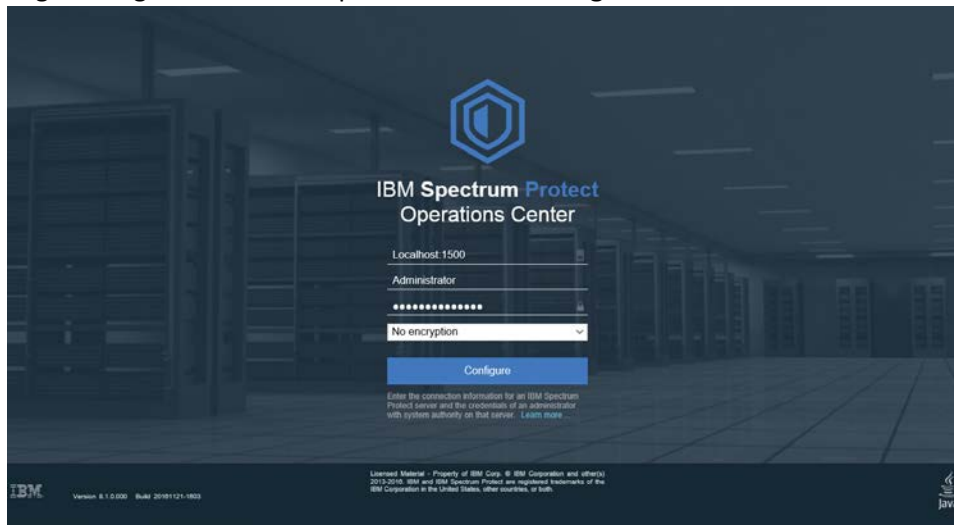 IBM Spectrum Protect
Operations Center
Localhost:1500
Administrator
••••••••••••••
No encryption
Configure
Enter the connection information for an IBM Spectrum
Protect server and the credentials of an administrator
with system authority on that server. Learn more
Licensed Material - Property of IBM Corp. © IBM Corporation and other(s)
2013-2016. IBM and IBM Spectrum Protect are registered trademarks of the
IBM Corporation in the United States, other countries, or both.
IBM
Version 8.1.0.000 Build 20161121-1603
Java